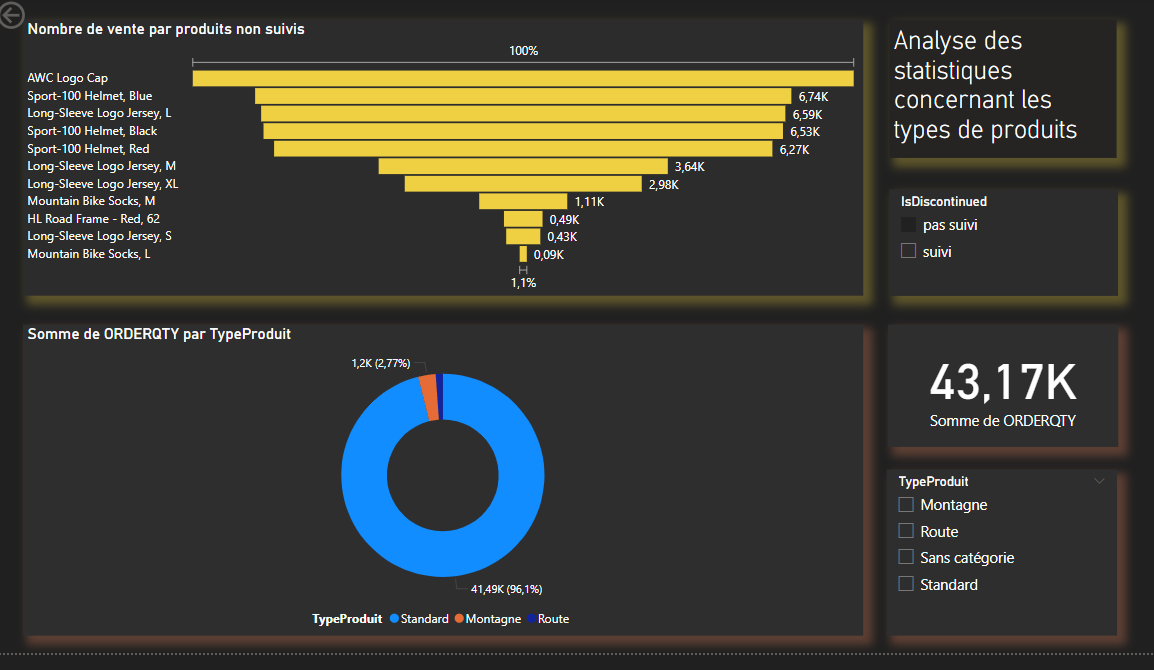 Nombre de vente par produits non suivis
100%
AWC Logo Cap
Sport-100 Helmet, Blue 6,74K
Long-Sleeve Logo Jersey, L 6,59K
Sport-100 Helmet, Black 6,53K
Sport-100 Helmet, Red 6,27K
Long-Sleeve Logo Jersey, M 3,64K
Long-Sleeve Logo Jersey, XL 2,98K
Mountain Bike Socks, M 1,11K
HL Road Frame - Red, 62 0,49K
Long-Sleeve Logo Jersey, S 0,43K
Mountain Bike Socks, L 0,09K
1,1%
Analyse des
statistiques
concernant les
types de produits
IsDiscontinued
pas suivi
suivi
Somme de ORDERQTY par TypeProduit
1,2K (2,77%)
41,49K (96,1%)
TypeProduit Standard Montagne Route
43,17K
Somme de ORDERQTY
TypeProduit
Montagne
Route
Sans catégorie
Standard